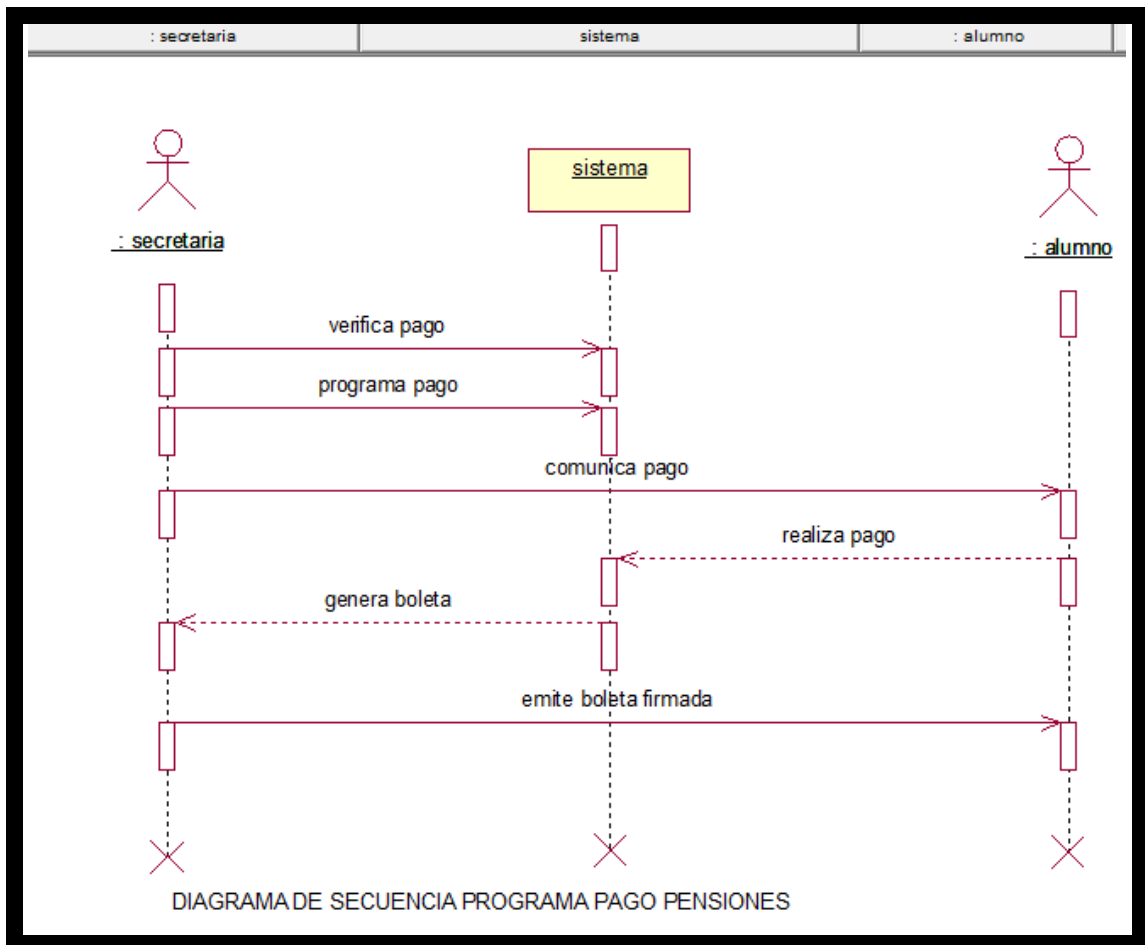 : secretaria sistema : alumno
sistema
: secretaria
: alumno
verifica pago
programa pago
comunica pago
realiza pago
genera boleta
emite boleta firmada
DIAGRAMA DE SECUENCIA PROGRAMA PAGO PENSIONES